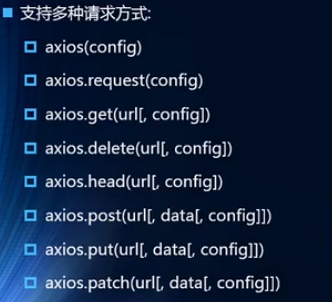 支持多种请求方式:
axios(config)
axios.request(config)
axios.get(url[, config])
axios.delete(url[, config])
axios.head(url[, config])
axios.post(url[, data[, config]])
axios.put(url[, data[, config]])
axios.patch(url[, data[, config]])